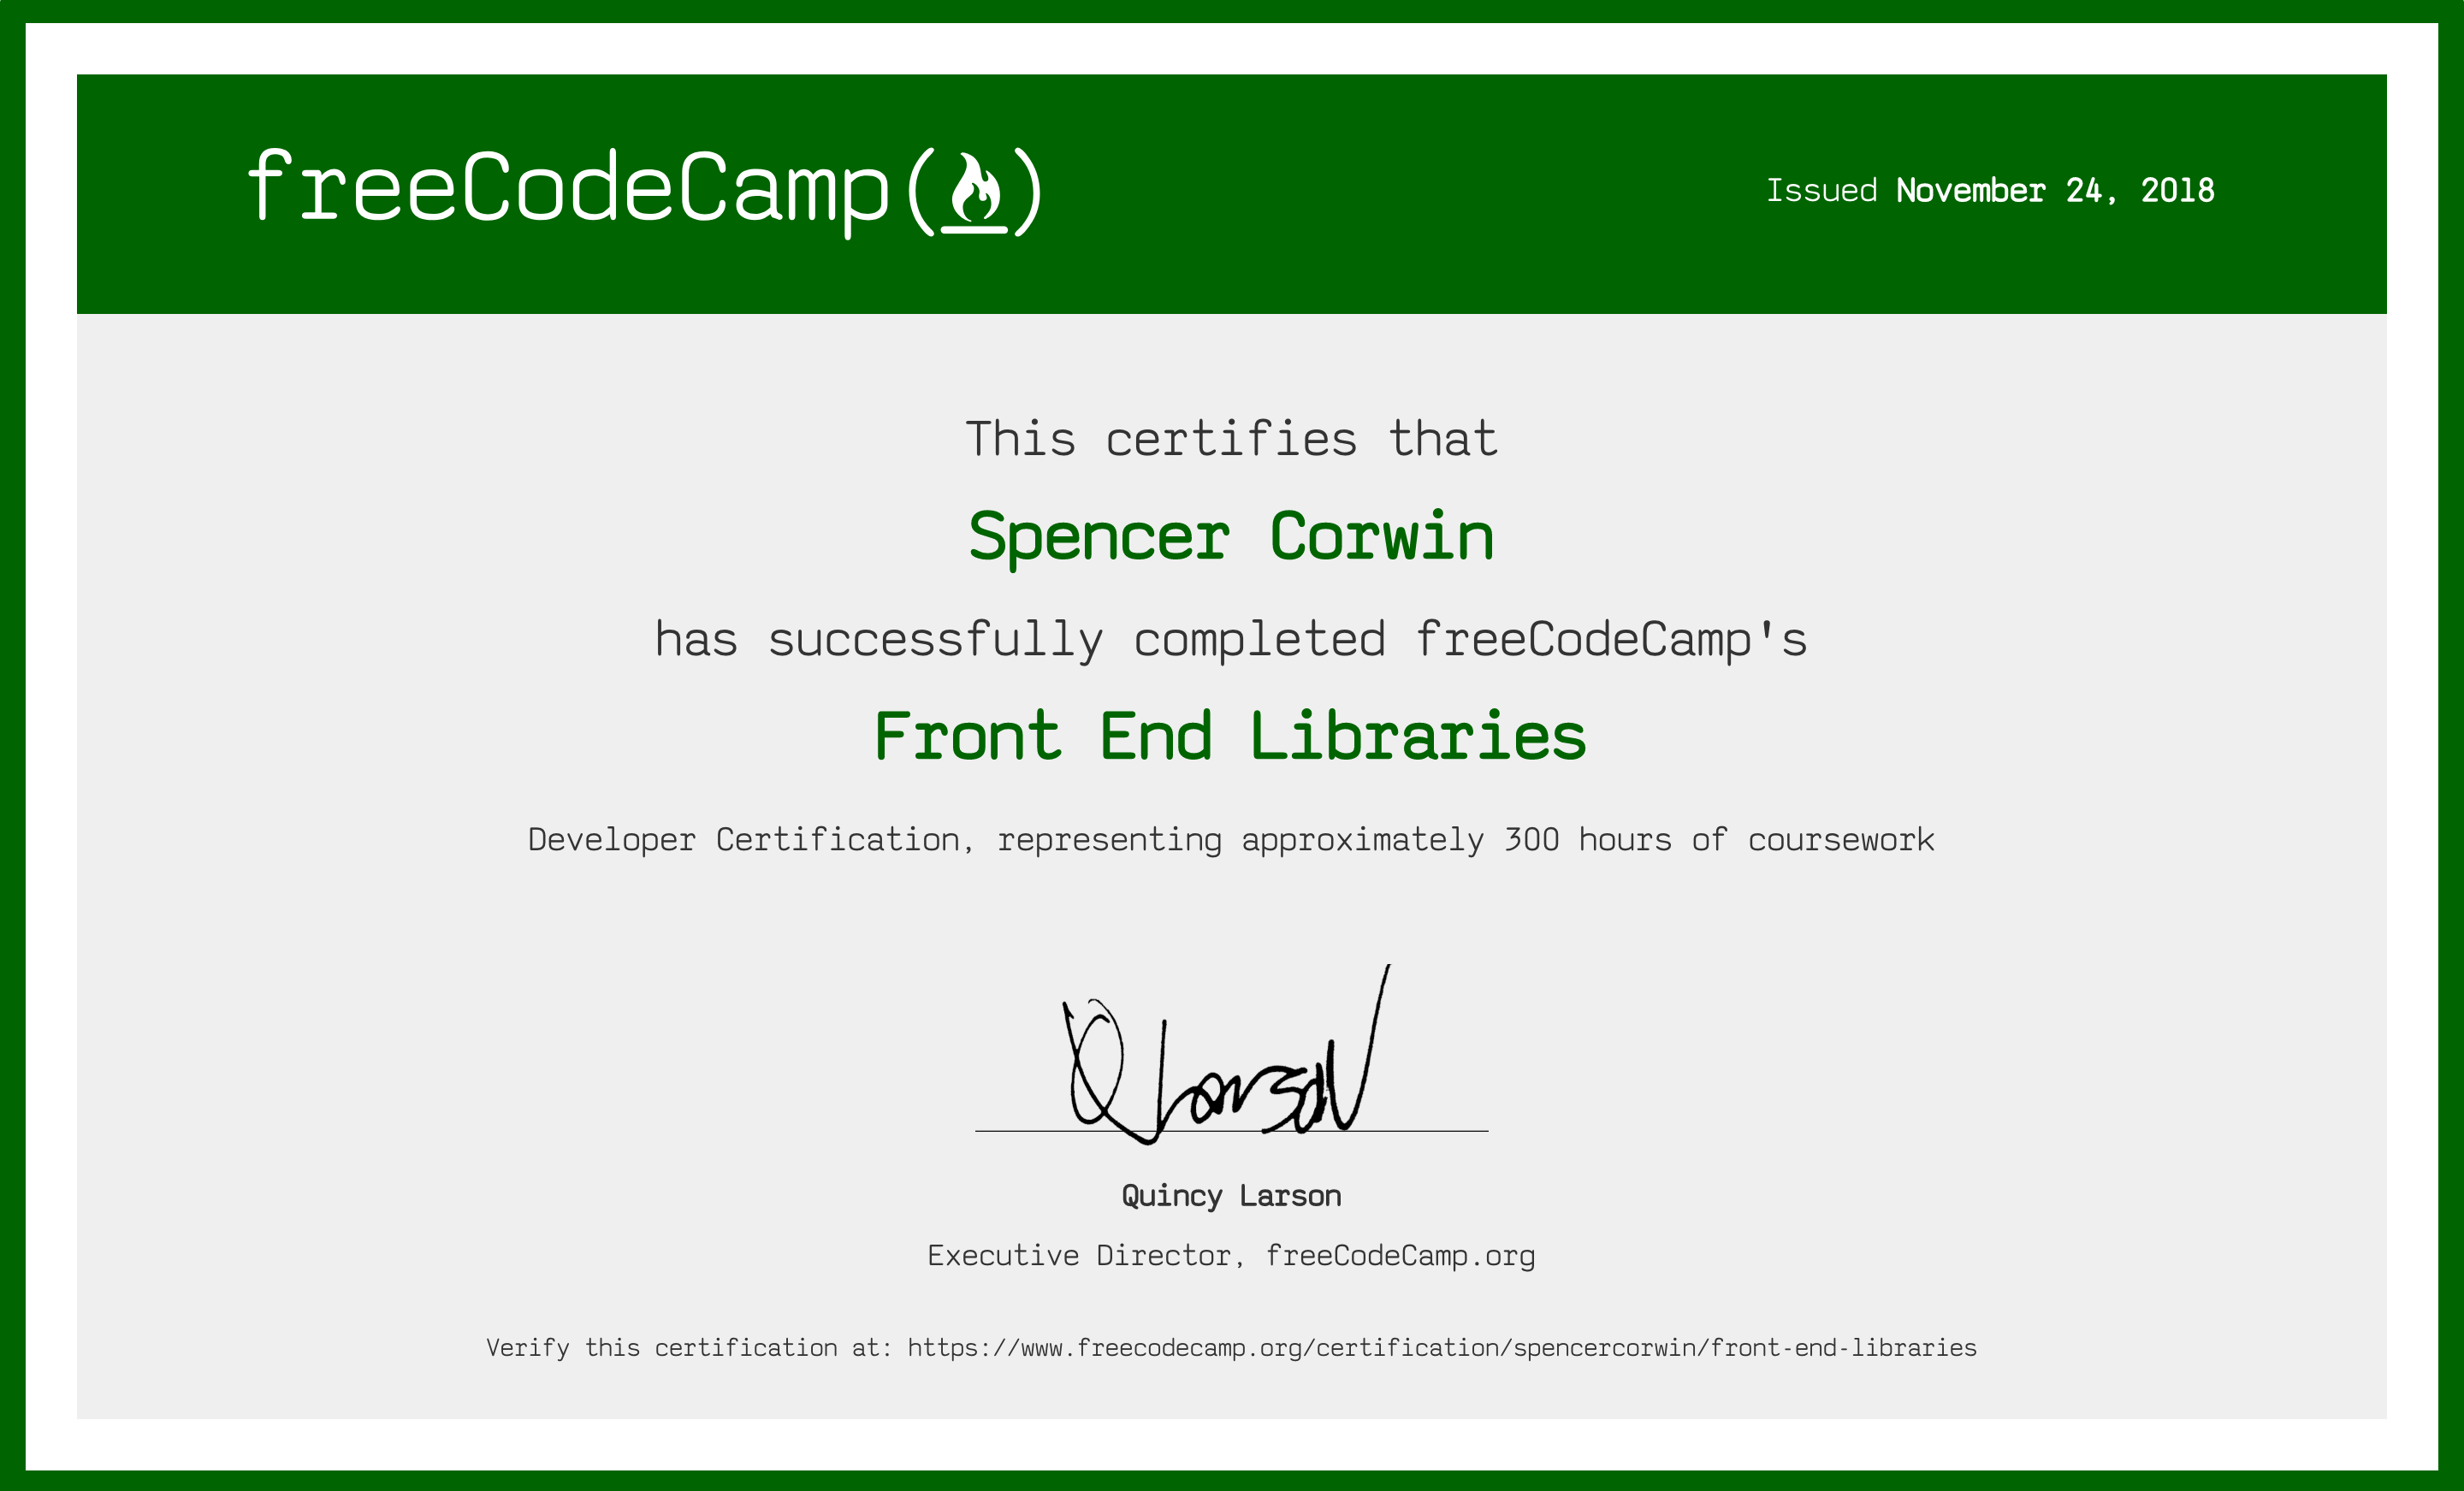 freeCodeCamp(🔥)
Issued November 24, 2018
This certifies that
Spencer Corwin
has successfully completed freeCodeCamp's
Front End Libraries
Developer Certification, representing approximately 300 hours of coursework
Q Larson
Quincy Larson
Executive Director, freeCodeCamp.org
Verify this certification at: https://www.freecodecamp.org/certification/spencercorwin/front-end-libraries